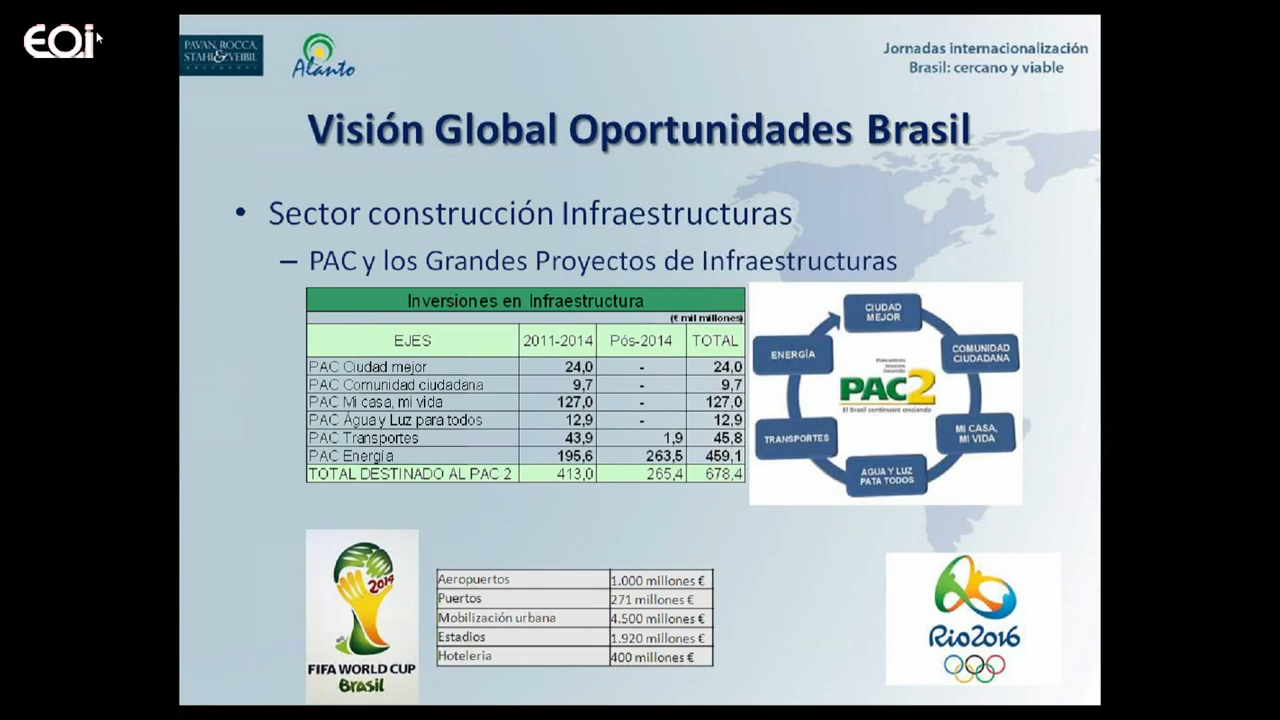 EOi
PAVAN, ROCCA,
STAHL & VEIBIL
Alanto
Jornadas internacionalización
Brasil: cercano y viable
Visión Global Oportunidades Brasil
• Sector construcción Infraestructuras
– PAC y los Grandes Proyectos de Infraestructuras
Inversiones en Infraestructura
(€ mil millones)
EJES 2011-2014 Pós-2014 TOTAL
PAC Ciudad mejor 24,0 - 24,0
PAC Comunidad ciudadana 9,7 - 9,7
PAC Mi casa, mi vida 127,0 - 127,0
PAC Água y Luz para todos 12,9 - 12,9
PAC Transportes 43,9 1,9 45,8
PAC Energía 195,6 263,5 459,1
TOTAL DESTINADO AL PAC 2 413,0 265,4 678,4
CIUDAD
MEJOR
COMUNIDAD
CIUDADANA
MI CASA,
MI VIDA
AGUA Y LUZ
PATA TODOS
TRANSPORTES
ENERGÍA
PAC2
El Brasil continuará creciendo
2014
FIFA WORLD CUP
Brasil
Aeropuertos 1.000 millones €
Puertos 271 millones €
Mobilización urbana 4.500 millones €
Estadios 1.920 millones €
Hoteleria 400 millones €
Rio2016